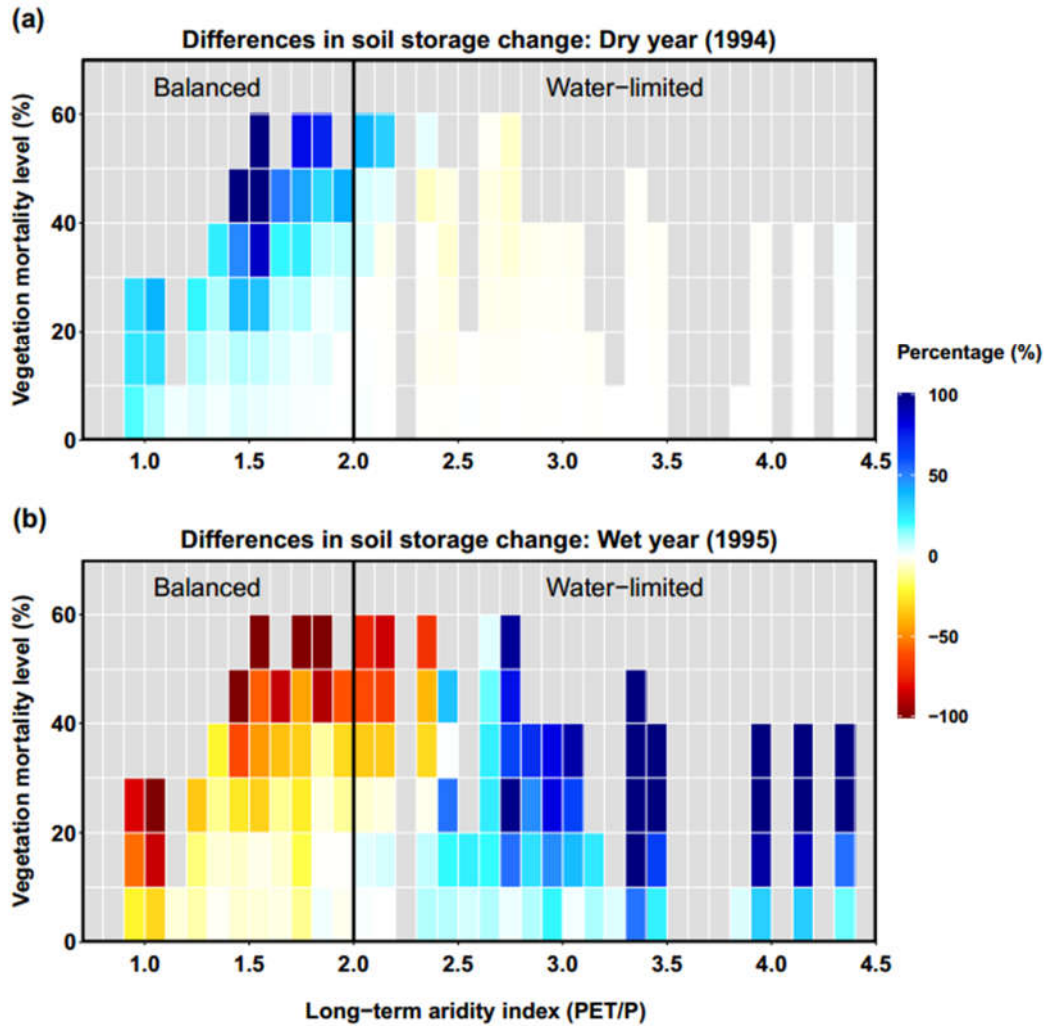 (a)
Differences in soil storage change: Dry year (1994)
Balanced
Water−limited
Vegetation mortality level (%)
60
40
20
0
1.0
1.5
2.0
2.5
3.0
3.5
4.0
4.5
Percentage (%)
100
50
0
−50
−100
(b)
Differences in soil storage change: Wet year (1995)
Balanced
Water−limited
Vegetation mortality level (%)
60
40
20
0
1.0
1.5
2.0
2.5
3.0
3.5
4.0
4.5
Long−term aridity index (PET/P)